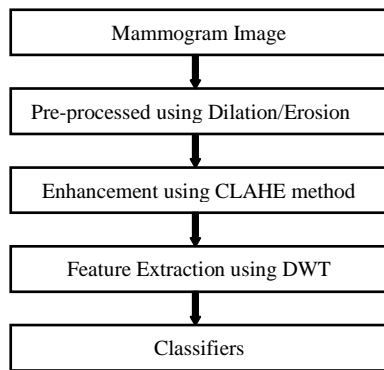 Mammogram Image
Pre-processed using Dilation/Erosion
Enhancement using CLAHE method
Feature Extraction using DWT
Classifiers